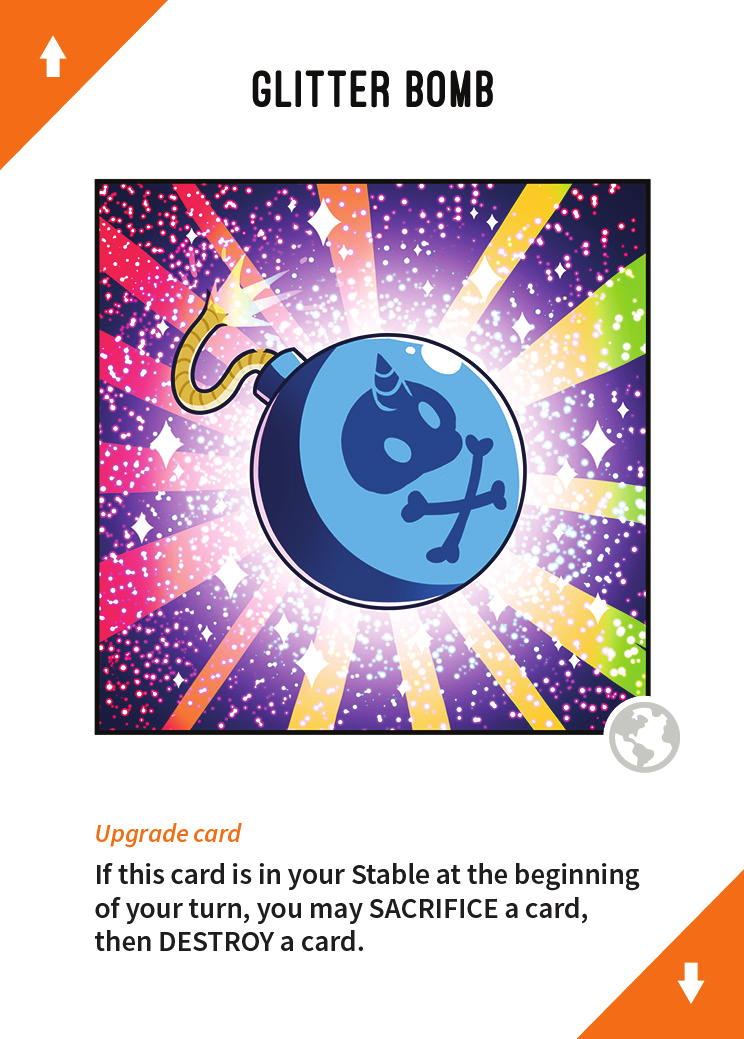 GLITTER BOMB
Upgrade card
If this card is in your Stable at the beginning
of your turn, you may SACRIFICE a card,
then DESTROY a card.